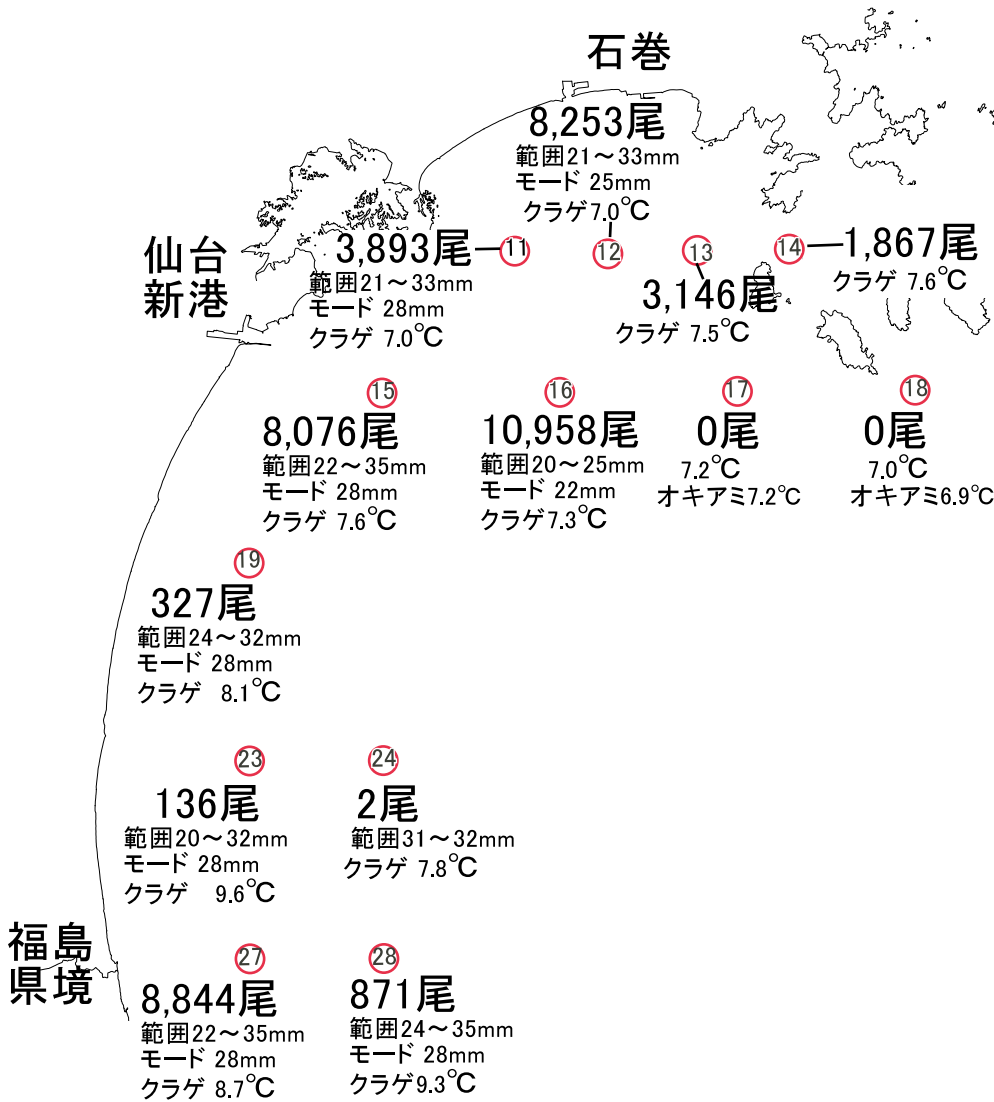 石巻
8,253尾
範囲21～33mm
モード 25mm
クラゲ7.0℃
仙台
新港
3,893尾
範囲21～33mm
モード 28mm
クラゲ 7.0℃
11
12
13
14
1,867尾
クラゲ 7.6℃
3,146尾
クラゲ 7.5℃
15
8,076尾
範囲22～35mm
モード 28mm
クラゲ 7.6℃
16
10,958尾
範囲20～25mm
モード 22mm
クラゲ7.3℃
17
0尾
7.2℃
オキアミ7.2℃
18
0尾
7.0℃
オキアミ6.9℃
19
327尾
範囲24～32mm
モード 28mm
クラゲ 8.1℃
23
136尾
範囲20～32mm
モード 28mm
クラゲ 9.6℃
24
2尾
範囲31～32mm
クラゲ 7.8℃
福島
県境
27
8,844尾
範囲22～35mm
モード 28mm
クラゲ 8.7℃
28
871尾
範囲24～35mm
モード 28mm
クラゲ9.3℃